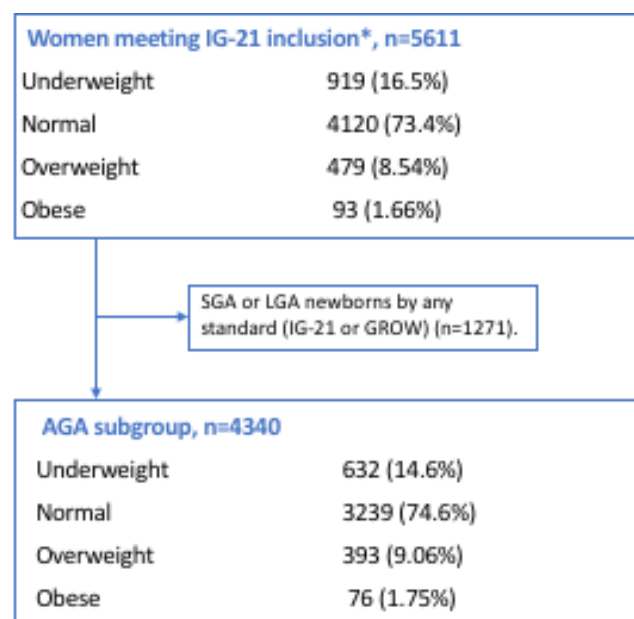 Women meeting IG-21 inclusion*, n=5611
Underweight 919 (16.5%)
Normal 4120 (73.4%)
Overweight 479 (8.54%)
Obese 93 (1.66%)
SGA or LGA newborns by any
standard (IG-21 or GROW) (n=1271).
AGA subgroup, n=4340
Underweight 632 (14.6%)
Normal 3239 (74.6%)
Overweight 393 (9.06%)
Obese 76 (1.75%)